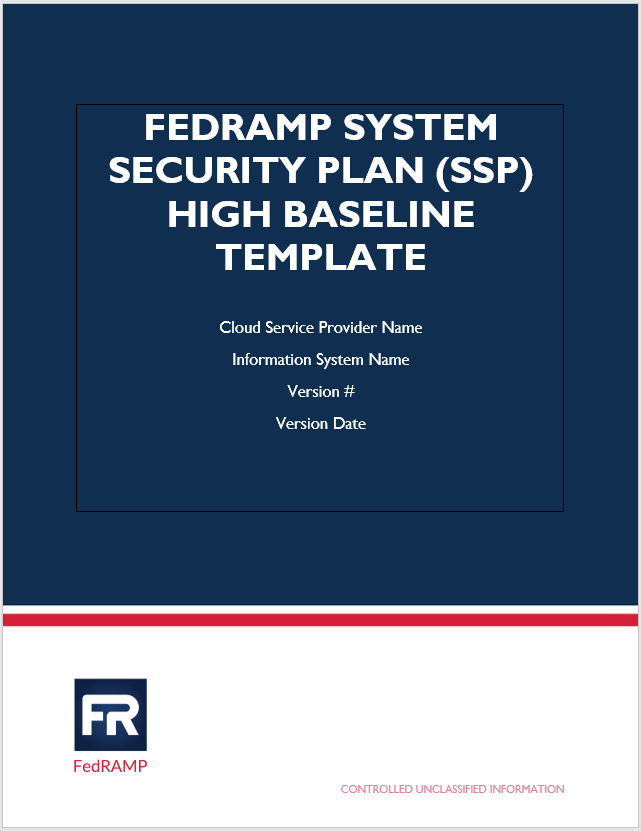 FEDRAMP SYSTEM
SECURITY PLAN (SSP)
HIGH BASELINE
TEMPLATE
Cloud Service Provider Name
Information System Name
Version #
Version Date
FR
FedRAMP
CONTROLLED UNCLASSIFIED INFORMATION